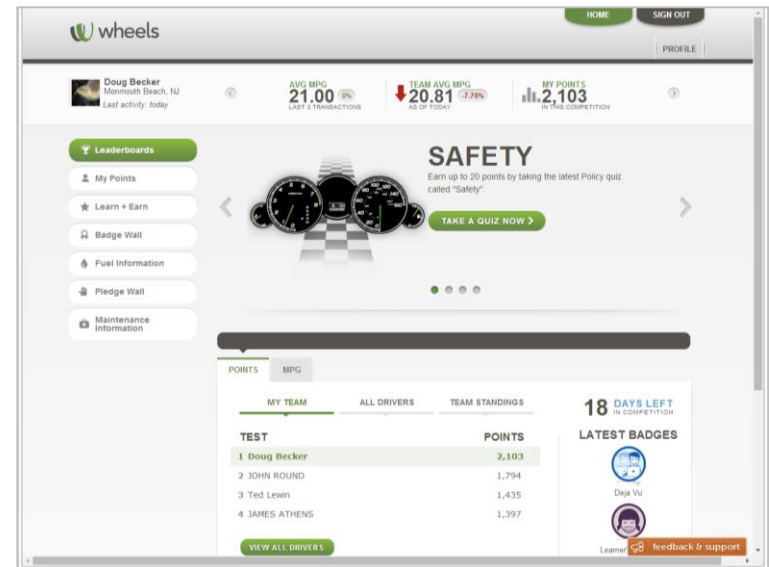 HOME
SIGN OUT
wheels
PROFILE
Doug Becker
Monmouth Beach, NJ
Last activity: today
AVG MPG
21.00 0%
LAST 3 TRANSACTIONS
TEAM AVG MPG
20.81 -7.78%
AS OF TODAY
MY POINTS
2,103
IN THIS COMPETITION
Leaderboards
My Points
Learn + Earn
Badge Wall
Fuel Information
Pledge Wall
Maintenance
Information
SAFETY
Earn up to 20 points by taking the latest Policy quiz
called "Safety".
TAKE A QUIZ NOW
POINTS
MPG
MY TEAM
ALL DRIVERS
TEAM STANDINGS
TEST
POINTS
1 Doug Becker 2,103
2 JOHN ROUND 1,794
3 Ted Lewin 1,435
4 JAMES ATHENS 1,397
VIEW ALL DRIVERS
18 DAYS LEFT
IN COMPETITION
LATEST BADGES
Deja Vu
Learner
feedback & support